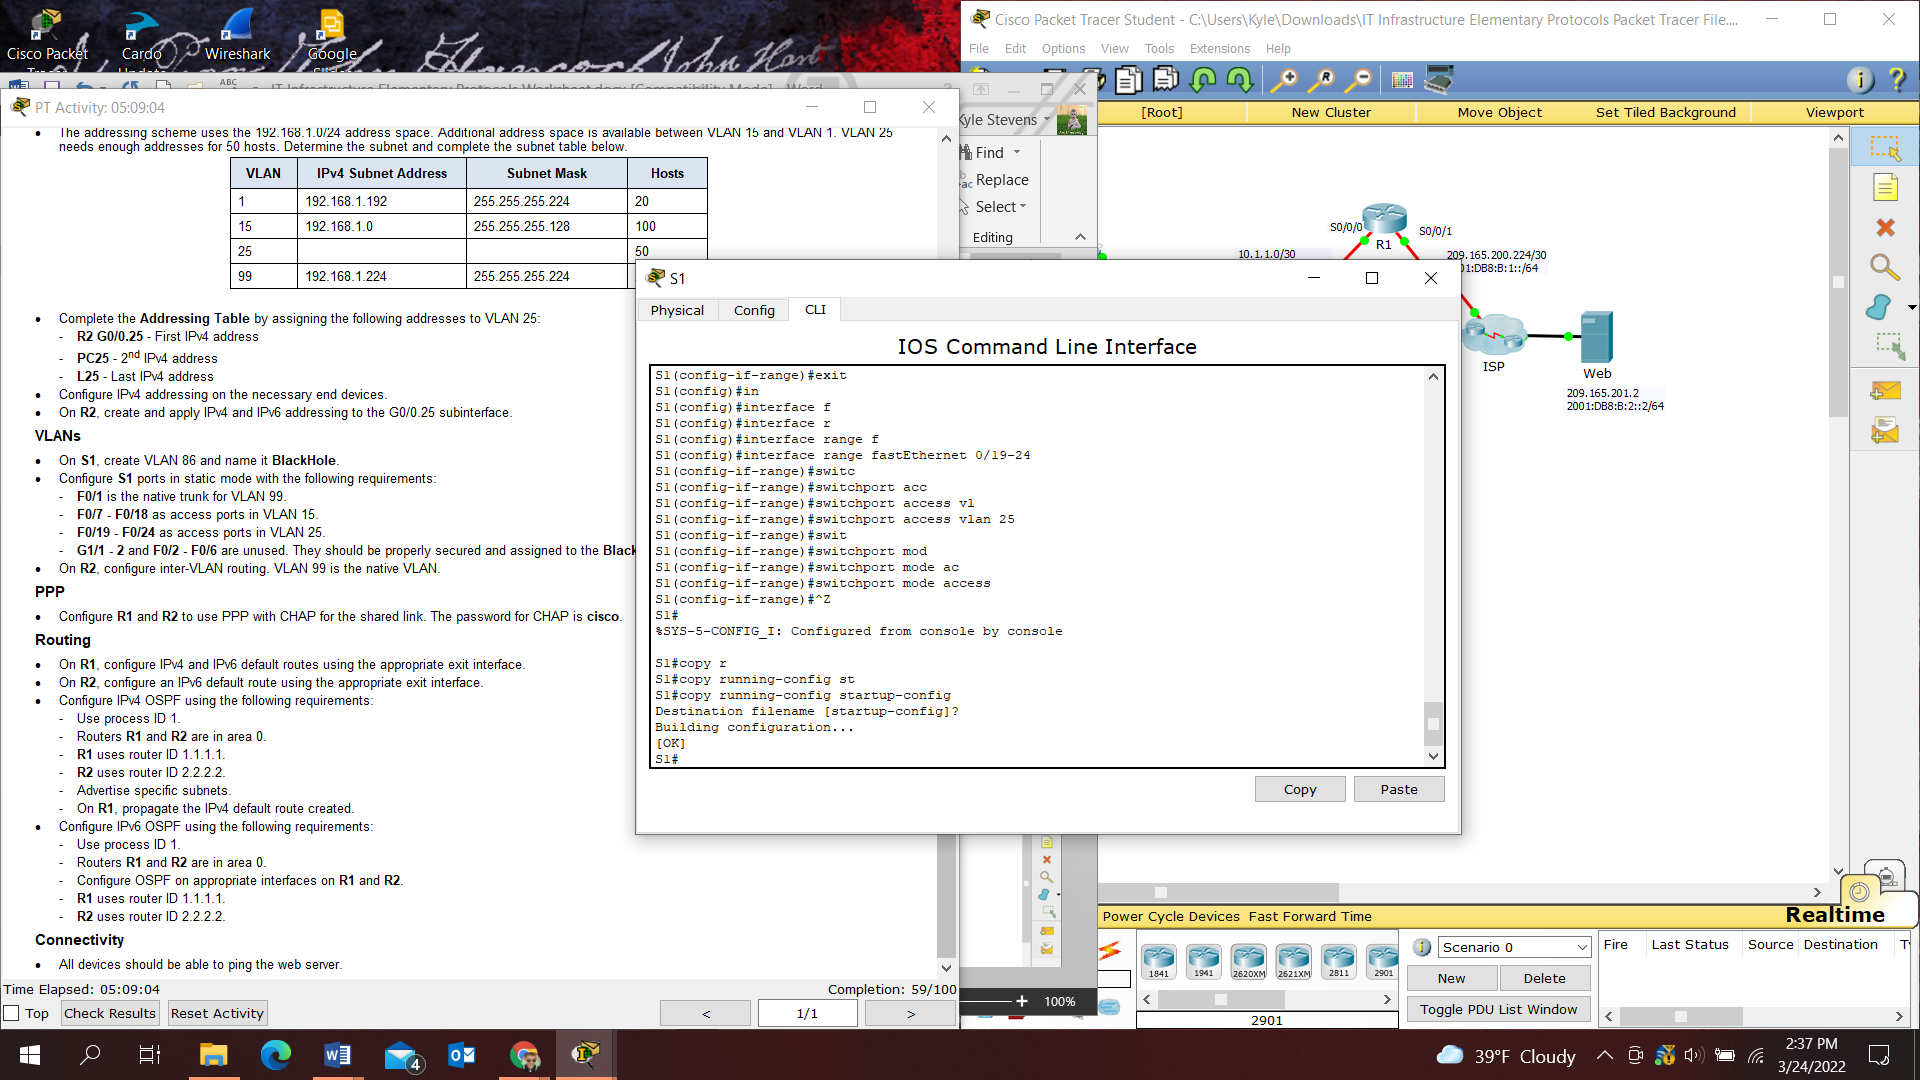 Cisco Packet
Cardo
Wireshark
Google
PT Activity: 05:09:04
The addressing scheme uses the 192.168.1.0/24 address space. Additional address space is available between VLAN 15 and VLAN 1. VLAN 25
needs enough addresses for 50 hosts. Determine the subnet and complete the subnet table below.
VLAN IPv4 Subnet Address Subnet Mask Hosts
1 192.168.1.192 255.255.255.224 20
15 192.168.1.0 255.255.255.128 100
25 50
99 192.168.1.224 255.255.255.224
Complete the Addressing Table by assigning the following addresses to VLAN 25:
- R2 G0/0.25 - First IPv4 address
- PC25 - 2nd IPv4 address
- L25 - Last IPv4 address
Configure IPv4 addressing on the necessary end devices.
On R2, create and apply IPv4 and IPv6 addressing to the G0/0.25 subinterface.
VLANs
On S1, create VLAN 86 and name it BlackHole.
Configure S1 ports in static mode with the following requirements:
- F0/1 is the native trunk for VLAN 99.
- F0/7 - F0/18 as access ports in VLAN 15.
- F0/19 - F0/24 as access ports in VLAN 25.
- G1/1 - 2 and F0/2 - F0/6 are unused. They should be properly secured and assigned to the Black
On R2, configure inter-VLAN routing. VLAN 99 is the native VLAN.
PPP
Configure R1 and R2 to use PPP with CHAP for the shared link. The password for CHAP is cisco.
Routing
On R1, configure IPv4 and IPv6 default routes using the appropriate exit interface.
On R2, configure an IPv6 default route using the appropriate exit interface.
Configure IPv4 OSPF using the following requirements:
- Use process ID 1.
- Routers R1 and R2 are in area 0.
- R1 uses router ID 1.1.1.1.
- R2 uses router ID 2.2.2.2.
- Advertise specific subnets.
- On R1, propagate the IPv4 default route created.
Configure IPv6 OSPF using the following requirements:
- Use process ID 1.
- Routers R1 and R2 are in area 0.
- Configure OSPF on appropriate interfaces on R1 and R2.
- R1 uses router ID 1.1.1.1.
- R2 uses router ID 2.2.2.2.
Connectivity
All devices should be able to ping the web server.
Time Elapsed: 05:09:04 Completion: 59/100
Top Check Results Reset Activity < 1/1 >
Kyle Stevens
Find
Replace
Select
Editing
100%
Cisco Packet Tracer Student - C:\Users\Kyle\Downloads\IT Infrastructure Elementary Protocols Packet Tracer File....
File Edit Options View Tools Extensions Help
[Root] New Cluster Move Object Set Tiled Background Viewport
S0/0/0
R1
S0/0/1
10.1.1.0/30
209.165.200.224/30
01:DB8:B:1::/64
ISP
Web
209.165.201.2
2001:DB8:B:2::2/64
S1
Physical Config CLI
IOS Command Line Interface
S1(config-if-range)#exit
S1(config)#in
S1(config)#interface f
S1(config)#interface r
S1(config)#interface range f
S1(config)#interface range fastEthernet 0/19-24
S1(config-if-range)#switc
S1(config-if-range)#switchport acc
S1(config-if-range)#switchport access vl
S1(config-if-range)#switchport access vlan 25
S1(config-if-range)#swit
S1(config-if-range)#switchport mod
S1(config-if-range)#switchport mode ac
S1(config-if-range)#switchport mode access
S1(config-if-range)#^Z
S1#
%SYS-5-CONFIG_I: Configured from console by console
S1#copy r
S1#copy running-config st
S1#copy running-config startup-config
Destination filename [startup-config]?
Building configuration...
[OK]
S1#
Copy Paste
Power Cycle Devices Fast Forward Time
Realtime
1841 1941 2620XM 2621XM 2811 2901
2901
Scenario 0
New Delete
Toggle PDU List Window
Fire Last Status Source Destination
4
39°F Cloudy
2:37 PM
3/24/2022